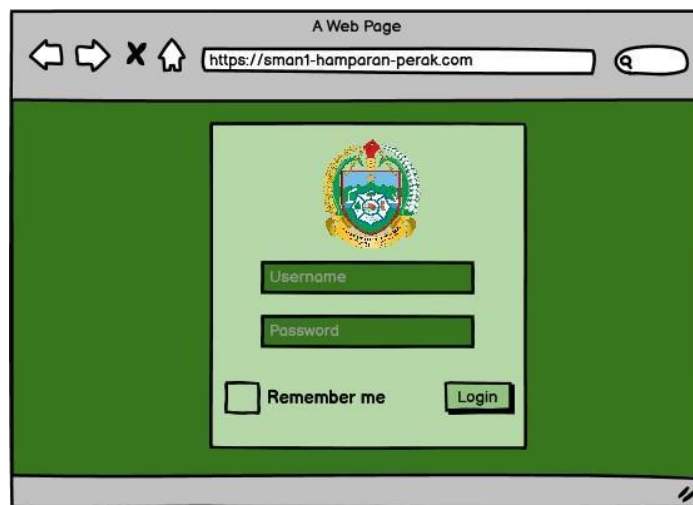 A Web Page
https://sman1-hamparan-perak.com
Username
Password
Remember me
Login